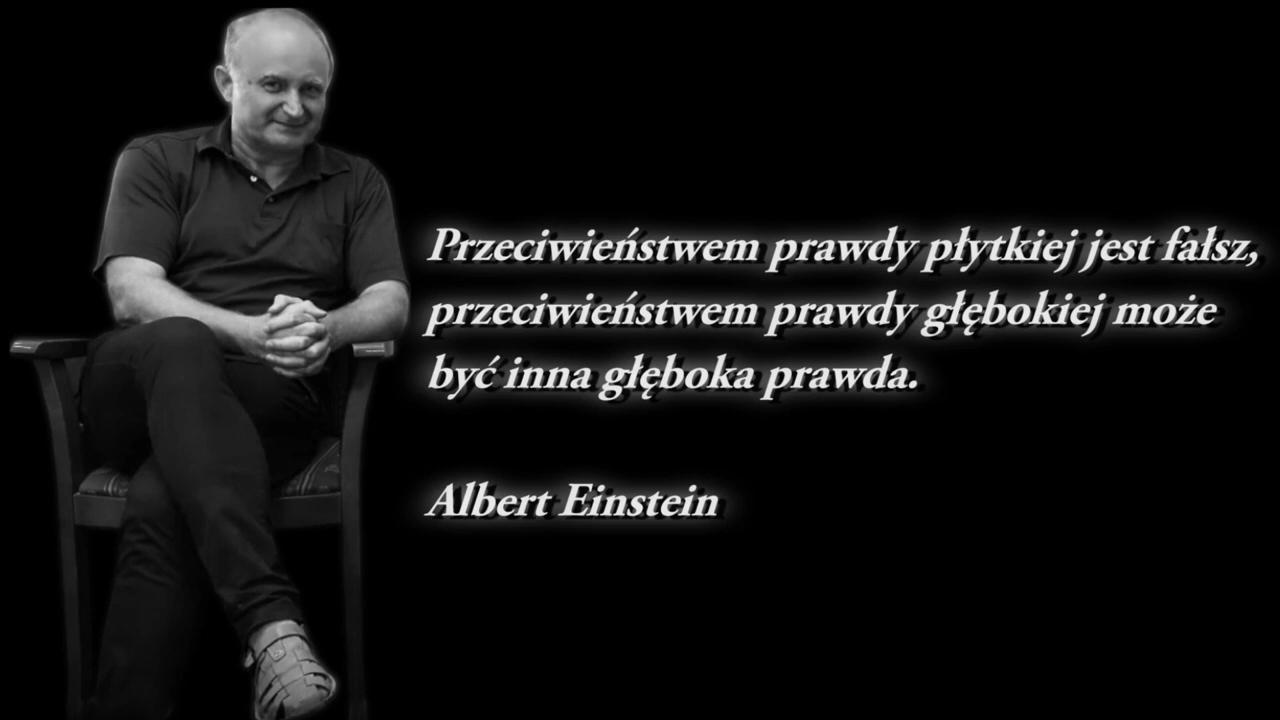 Przeciwieństwem prawdy płytkiej jest fałsz,
przeciwieństwem prawdy głębokiej może
być inna głęboka prawda.
Albert Einstein